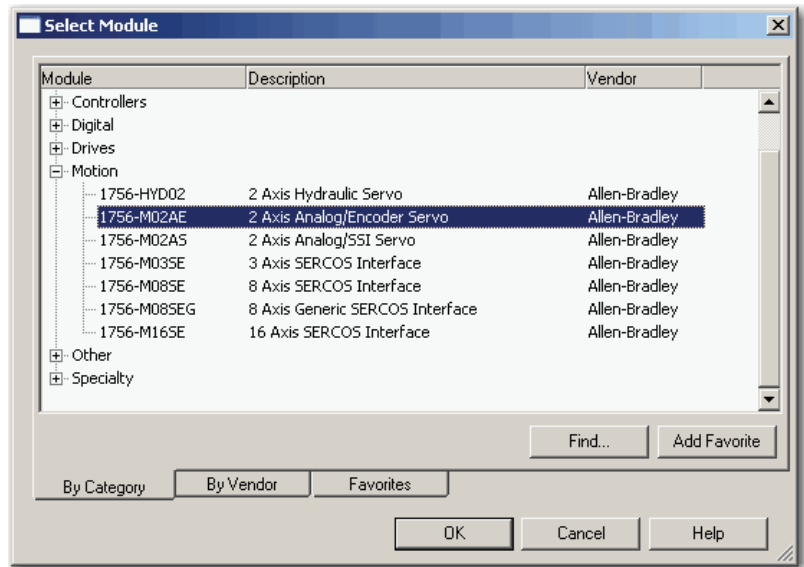 Select Module
Module Description Vendor
Controllers
Digital
Drives
Motion
1756-HYD02 2 Axis Hydraulic Servo Allen-Bradley
1756-M02AE 2 Axis Analog/Encoder Servo Allen-Bradley
1756-M02AS 2 Axis Analog/SSI Servo Allen-Bradley
1756-M03SE 3 Axis SERCOS Interface Allen-Bradley
1756-M08SE 8 Axis SERCOS Interface Allen-Bradley
1756-M08SEG 8 Axis Generic SERCOS Interface Allen-Bradley
1756-M16SE 16 Axis SERCOS Interface Allen-Bradley
Other
Specialty
Find... Add Favorite
By Category By Vendor Favorites
OK Cancel Help